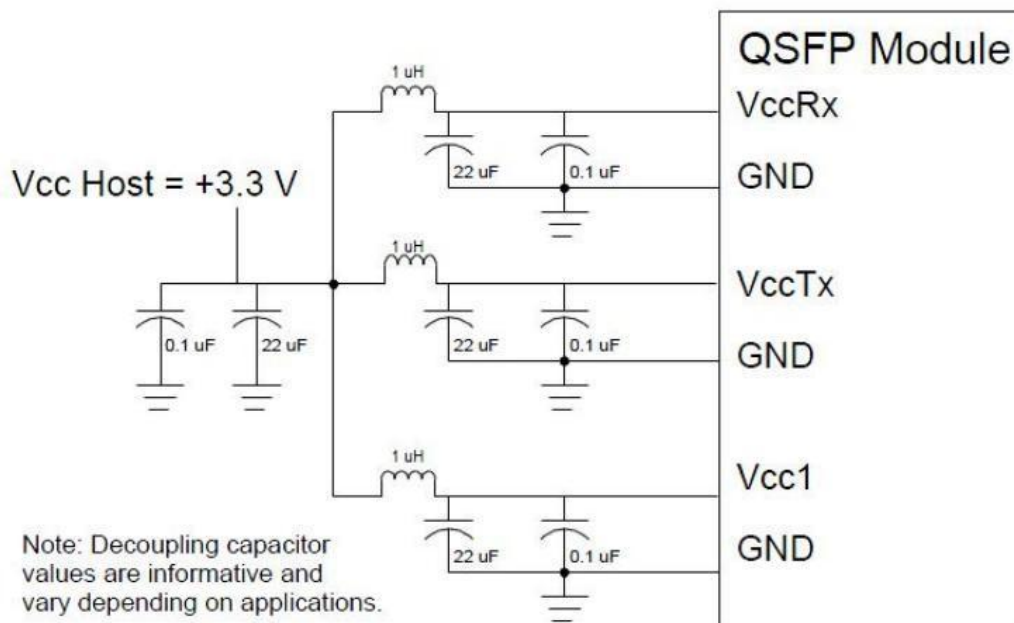 QSFP Module
1 uH
VccRx
22 uF
0.1 uF
GND
Vcc Host = +3.3 V
1 uH
VccTx
0.1 uF
22 uF
22 uF
0.1 uF
GND
1 uH
Vcc1
22 uF
0.1 uF
GND
Note: Decoupling capacitor
values are informative and
vary depending on applications.